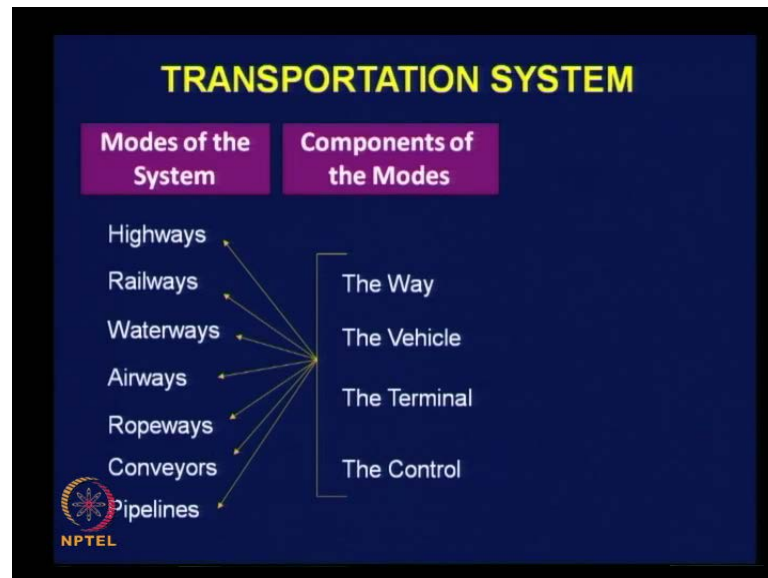 TRANSPORTATION SYSTEM
Modes of the
System
Components of
the Modes
Highways
Railways
Waterways
Airways
Ropeways
Conveyors
Pipelines
The Way
The Vehicle
The Terminal
The Control
NPTEL